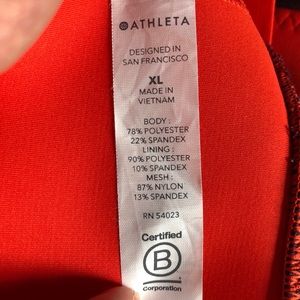 ATHLETA
DESIGNED IN
SAN FRANCISCO
XL
MADE IN
VIETNAM
BODY :
78% POLYESTER
22% SPANDEX
LINING :
90% POLYESTER
10% SPANDEX
MESH :
87% NYLON
13% SPANDEX
RN 54023
Certified
B
Corporation